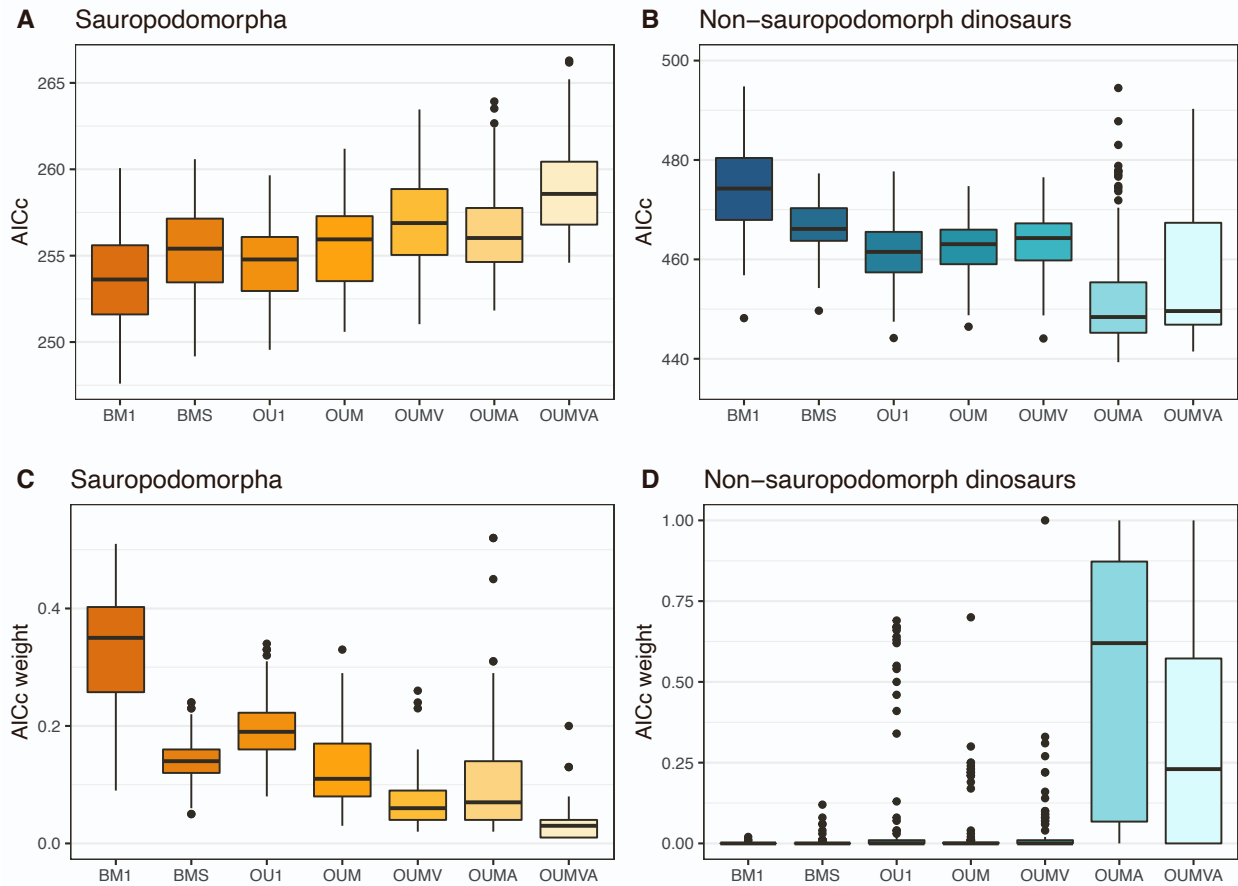 A Sauropodomorpha
B Non−sauropodomorph dinosaurs
AICc
265
260
255
250
BM1 BMS OU1 OUM OUMV OUMA OUMVA
AICc
500
480
460
440
BM1 BMS OU1 OUM OUMV OUMA OUMVA
C Sauropodomorpha
D Non−sauropodomorph dinosaurs
AICc weight
0.4
0.2
0.0
BM1 BMS OU1 OUM OUMV OUMA OUMVA
AICc weight
1.00
0.75
0.50
0.25
0.00
BM1 BMS OU1 OUM OUMV OUMA OUMVA